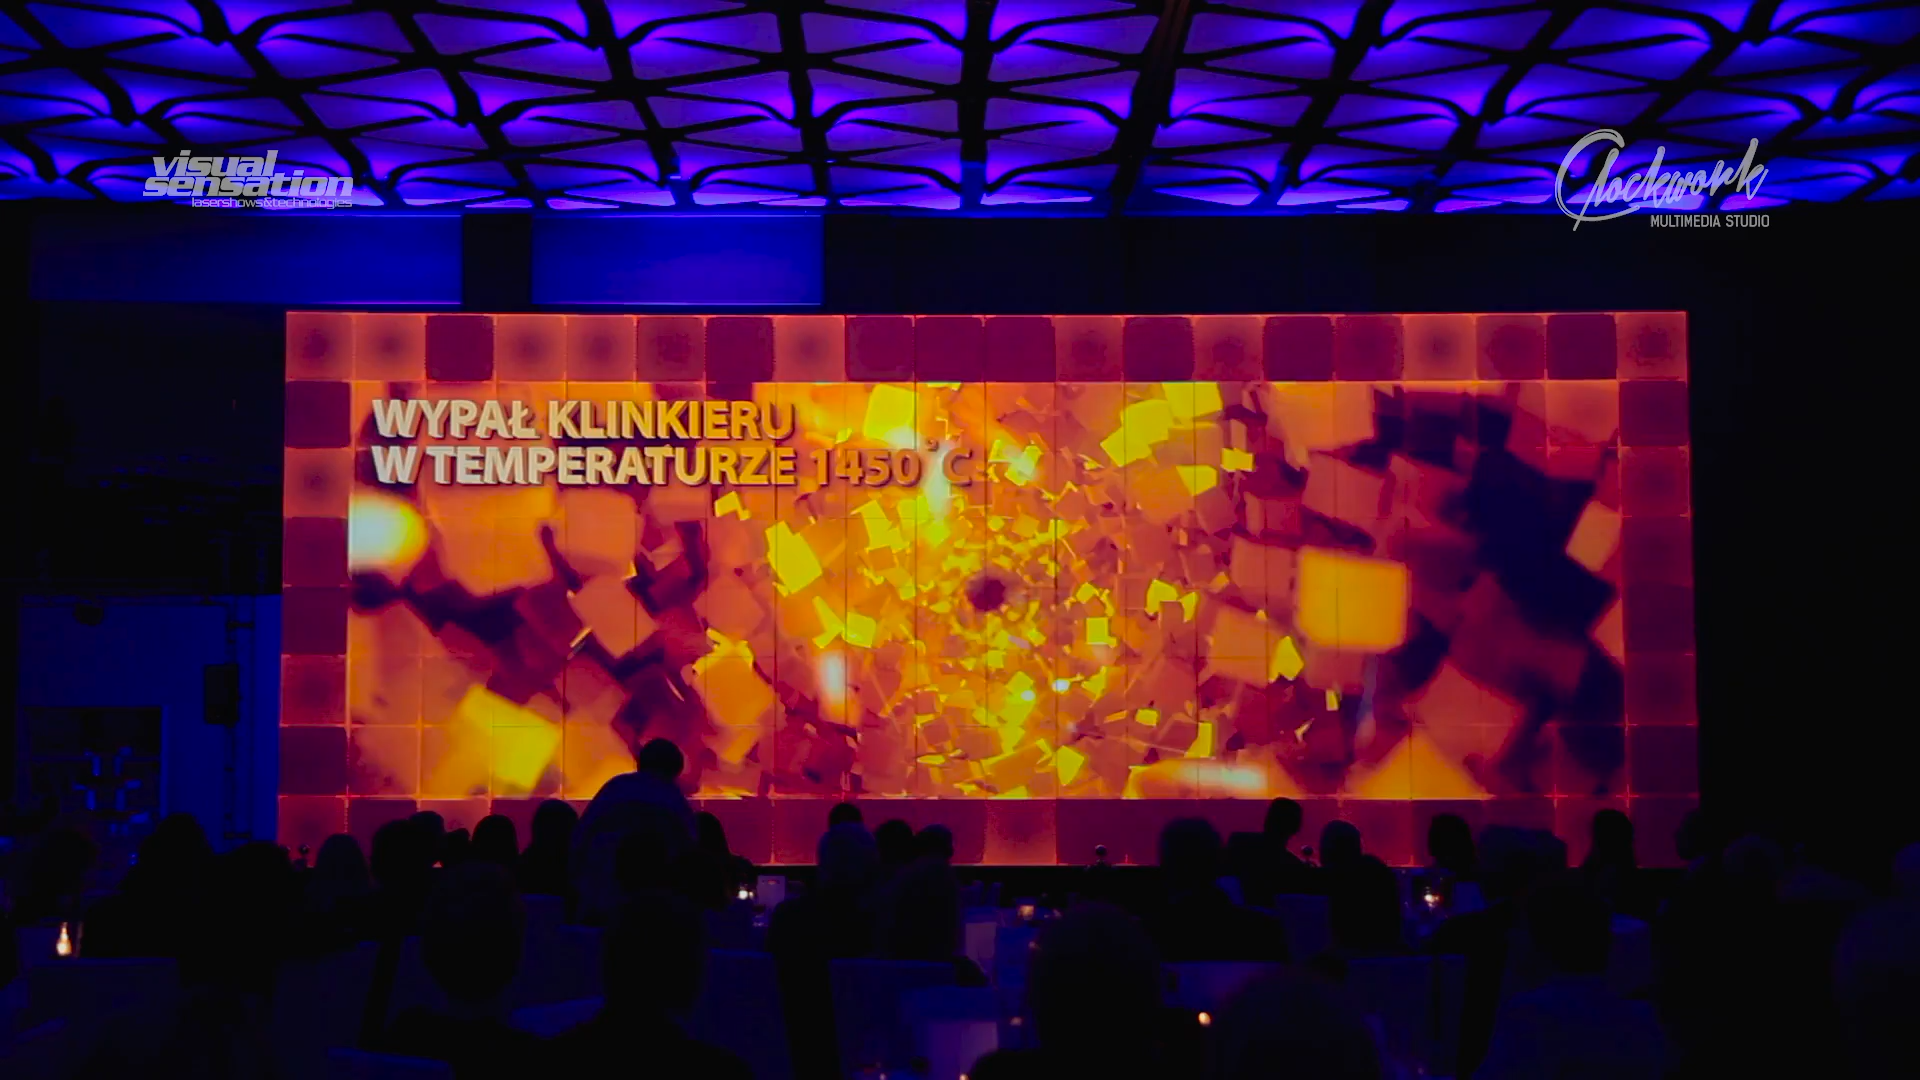 visual
sensation
lasershows&technologies
Clockwork
MULTIMEDIA STUDIO
WYPAŁ KLINKIERU
W TEMPERATURZE 1450°C